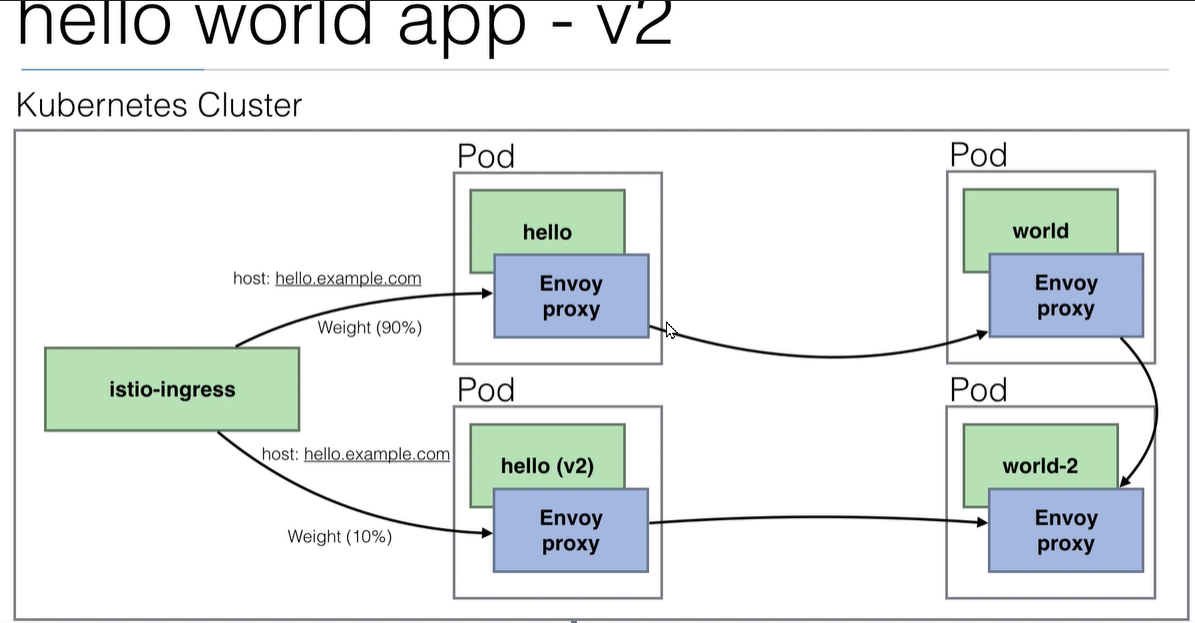 hello world app - v2
Kubernetes Cluster
Pod
hello
Envoy
proxy
Pod
world
Envoy
proxy
host: hello.example.com
Weight (90%)
istio-ingress
host: hello.example.com
Weight (10%)
Pod
hello (v2)
Envoy
proxy
Pod
world-2
Envoy
proxy